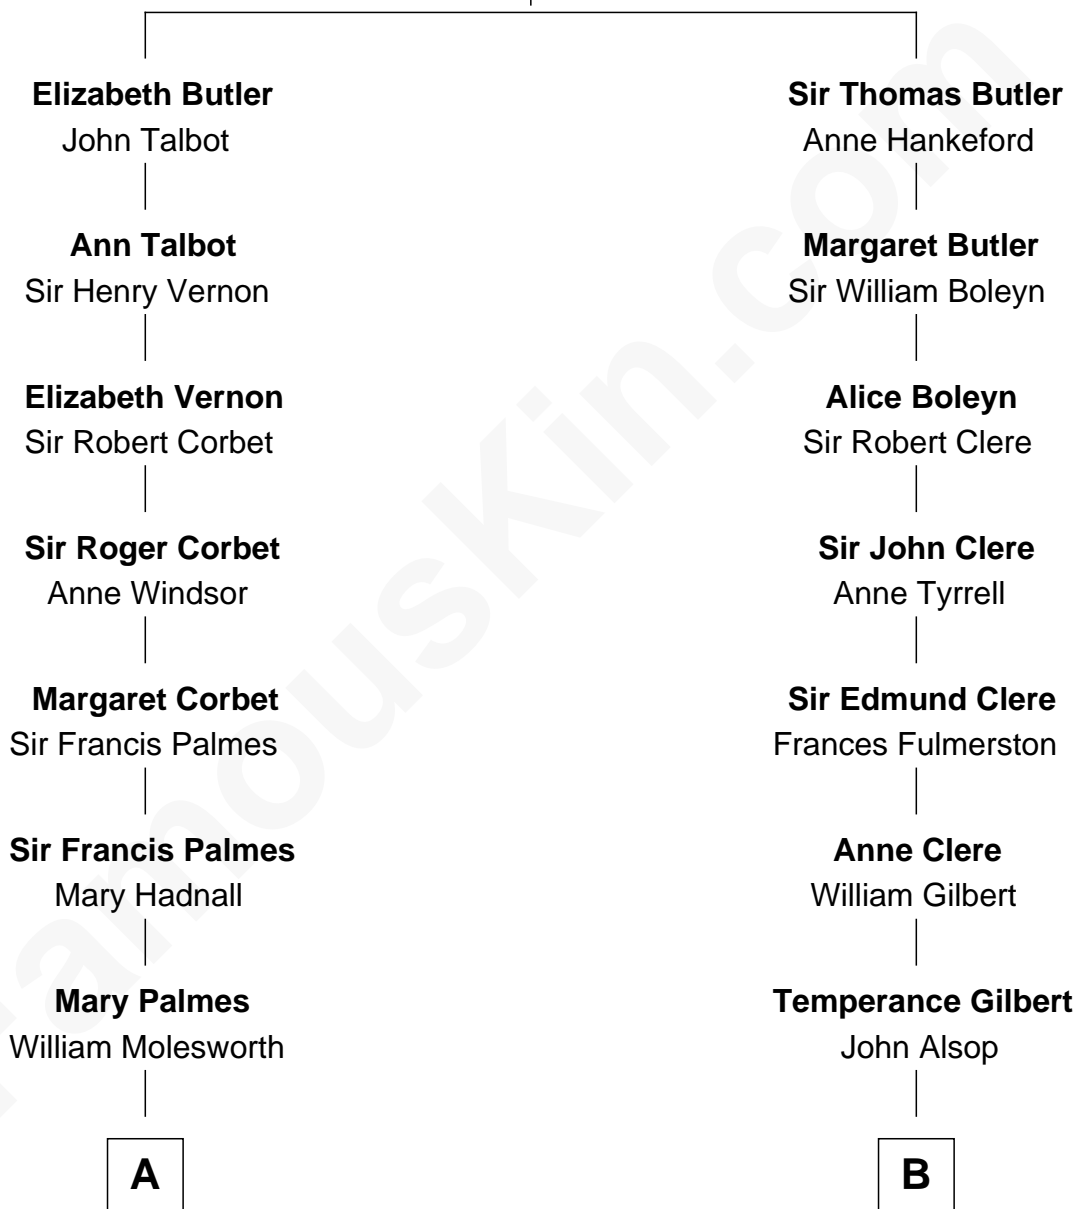 Elizabeth Butler
John Talbot
Ann Talbot
Sir Henry Vernon
Elizabeth Vernon
Sir Robert Corbet
Sir Roger Corbet
Anne Windsor
Margaret Corbet
Sir Francis Palmes
Sir Francis Palmes
Mary Hadnall
Mary Palmes
William Molesworth
A
Sir Thomas Butler
Anne Hankeford
Margaret Butler
Sir William Boleyn
Alice Boleyn
Sir Robert Clere
Sir John Clere
Anne Tyrrell
Sir Edmund Clere
Frances Fulmerston
Anne Clere
William Gilbert
Temperance Gilbert
John Alsop
B
FamousKin.com